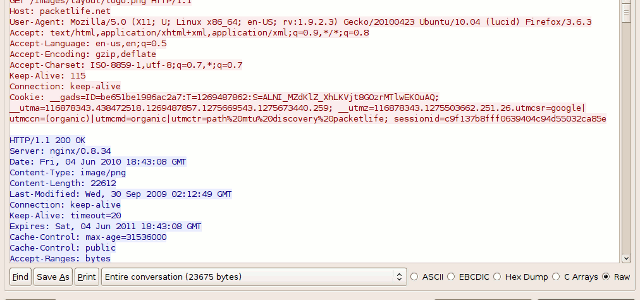 GET /images/layout/logo.png HTTP/1.1
Host: packetlife.net
User-Agent: Mozilla/5.0 (X11; U; Linux x86_64; en-US; rv:1.9.2.3) Gecko/20100423 Ubuntu/10.04 (lucid) Firefox/3.6.3
Accept: text/html,application/xhtml+xml,application/xml;q=0.9,*/*;q=0.8
Accept-Language: en-us,en;q=0.5
Accept-Encoding: gzip,deflate
Accept-Charset: ISO-8859-1,utf-8;q=0.7,*;q=0.7
Keep-Alive: 115
Connection: keep-alive
Cookie: __gads=ID=be651be1986ac2a7:T=1269487862:S=ALNI_MZdKlZ_XhLKVjt8GOzrMTlwEKOuAQ;
__utma=116878343.438472518.1269487857.1275669543.1275673440.259; __utmz=116878343.1275503662.251.26.utmcsr=google|
utmccn=(organic)|utmcmd=organic|utmctr=path%20mtu%20discovery%20packetlife; sessionid=c9f137b8fff0639404c94d55032ca85e
HTTP/1.1 200 OK
Server: nginx/0.8.34
Date: Fri, 04 Jun 2010 18:43:08 GMT
Content-Type: image/png
Content-Length: 22612
Last-Modified: Wed, 30 Sep 2009 02:12:49 GMT
Connection: keep-alive
Keep-Alive: timeout=20
Expires: Sat, 04 Jun 2011 18:43:08 GMT
Cache-Control: max-age=31536000
Cache-Control: public
Accept-Ranges: bytes
Find Save As Print Entire conversation (23675 bytes) ASCII EBCDIC Hex Dump C Arrays Raw